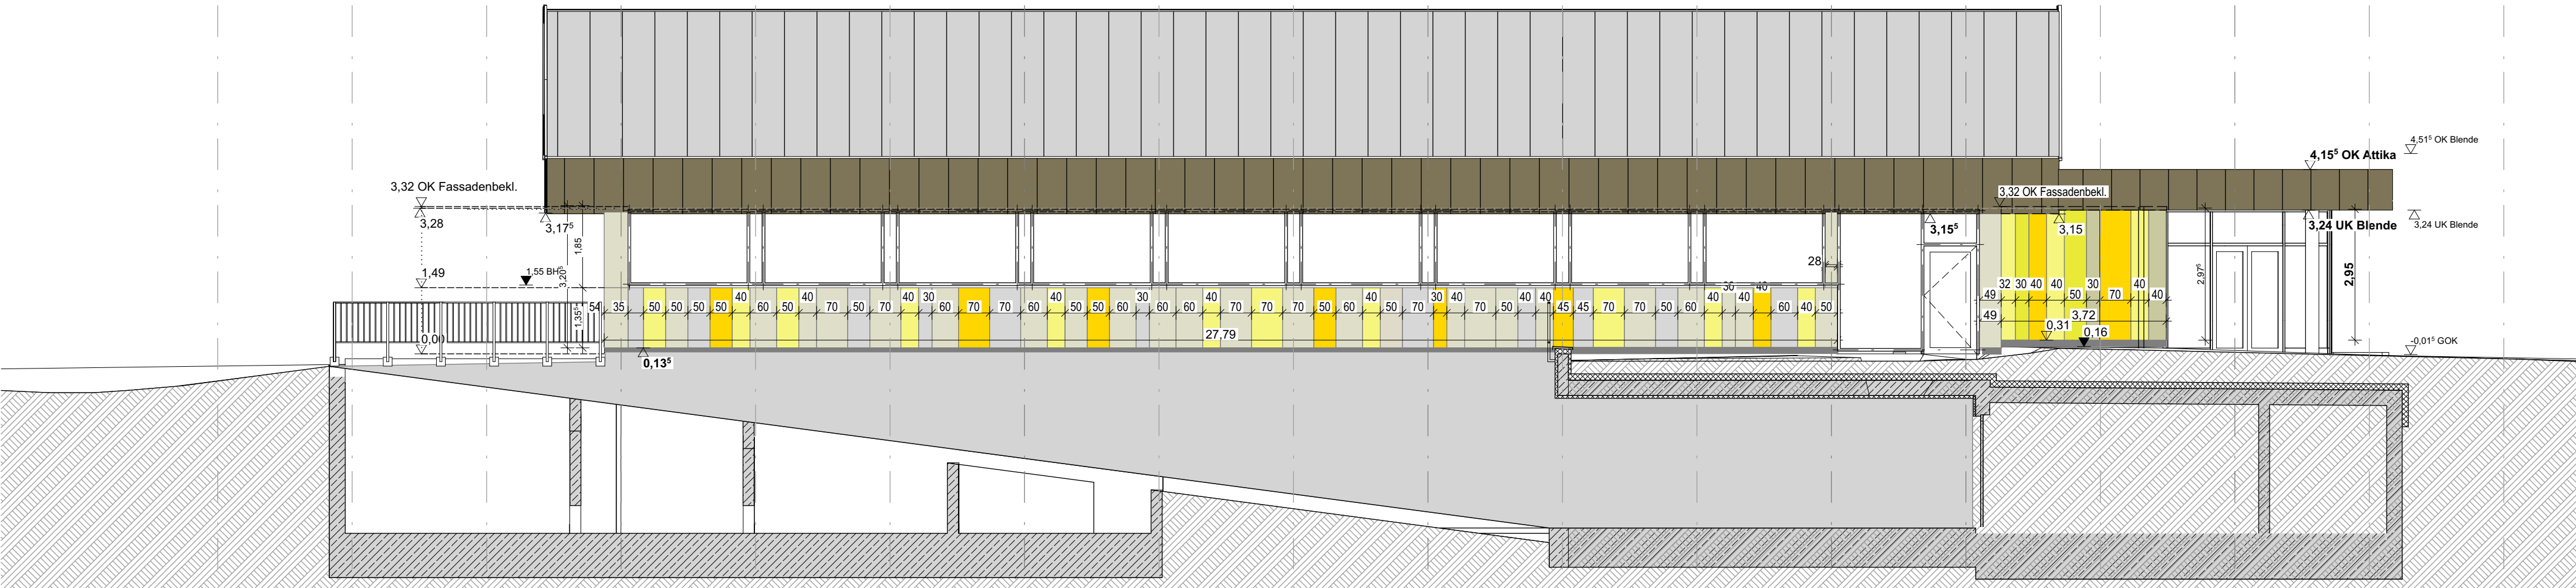 4,51⁵ OK Blende
4,15⁵ OK Attika
3,32 OK Fassadenbekl.
3,32 OK Fassadenbekl.
3,28
3,17⁵
1,85
3,20⁵
3,15⁵
3,15
3,24 UK Blende
3,24 UK Blende
1,49
1,55 BH
28
2,97⁵
2,95
40 40 40 40 30 40 30 40 30 40 40 40 40 40 30 40
54 35 50 50 50 50 60 50 70 50 70 60 70 70 60 50 50 60 60 60 70 70 70 50 60 50 70 70 50 45 45 70 70 50 60 60 50
32 30 40 40 30 40
49 50 70 40
1,35⁵
27,79
49 3,72
0,31
0,16
0,00
0,13⁵
-0,01⁵ GOK